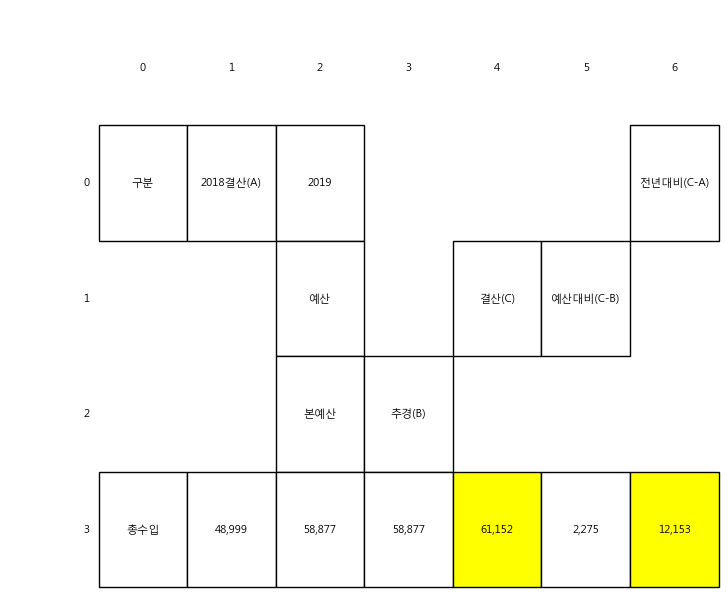 0 1 2 3 4 5 6
0 구분 2018결산(A) 2019 전년대비(C-A)
1 예산 결산(C) 예산대비(C-B)
2 본예산 추경(B)
3 총수입 48,999 58,877 58,877 61,152 2,275 12,153